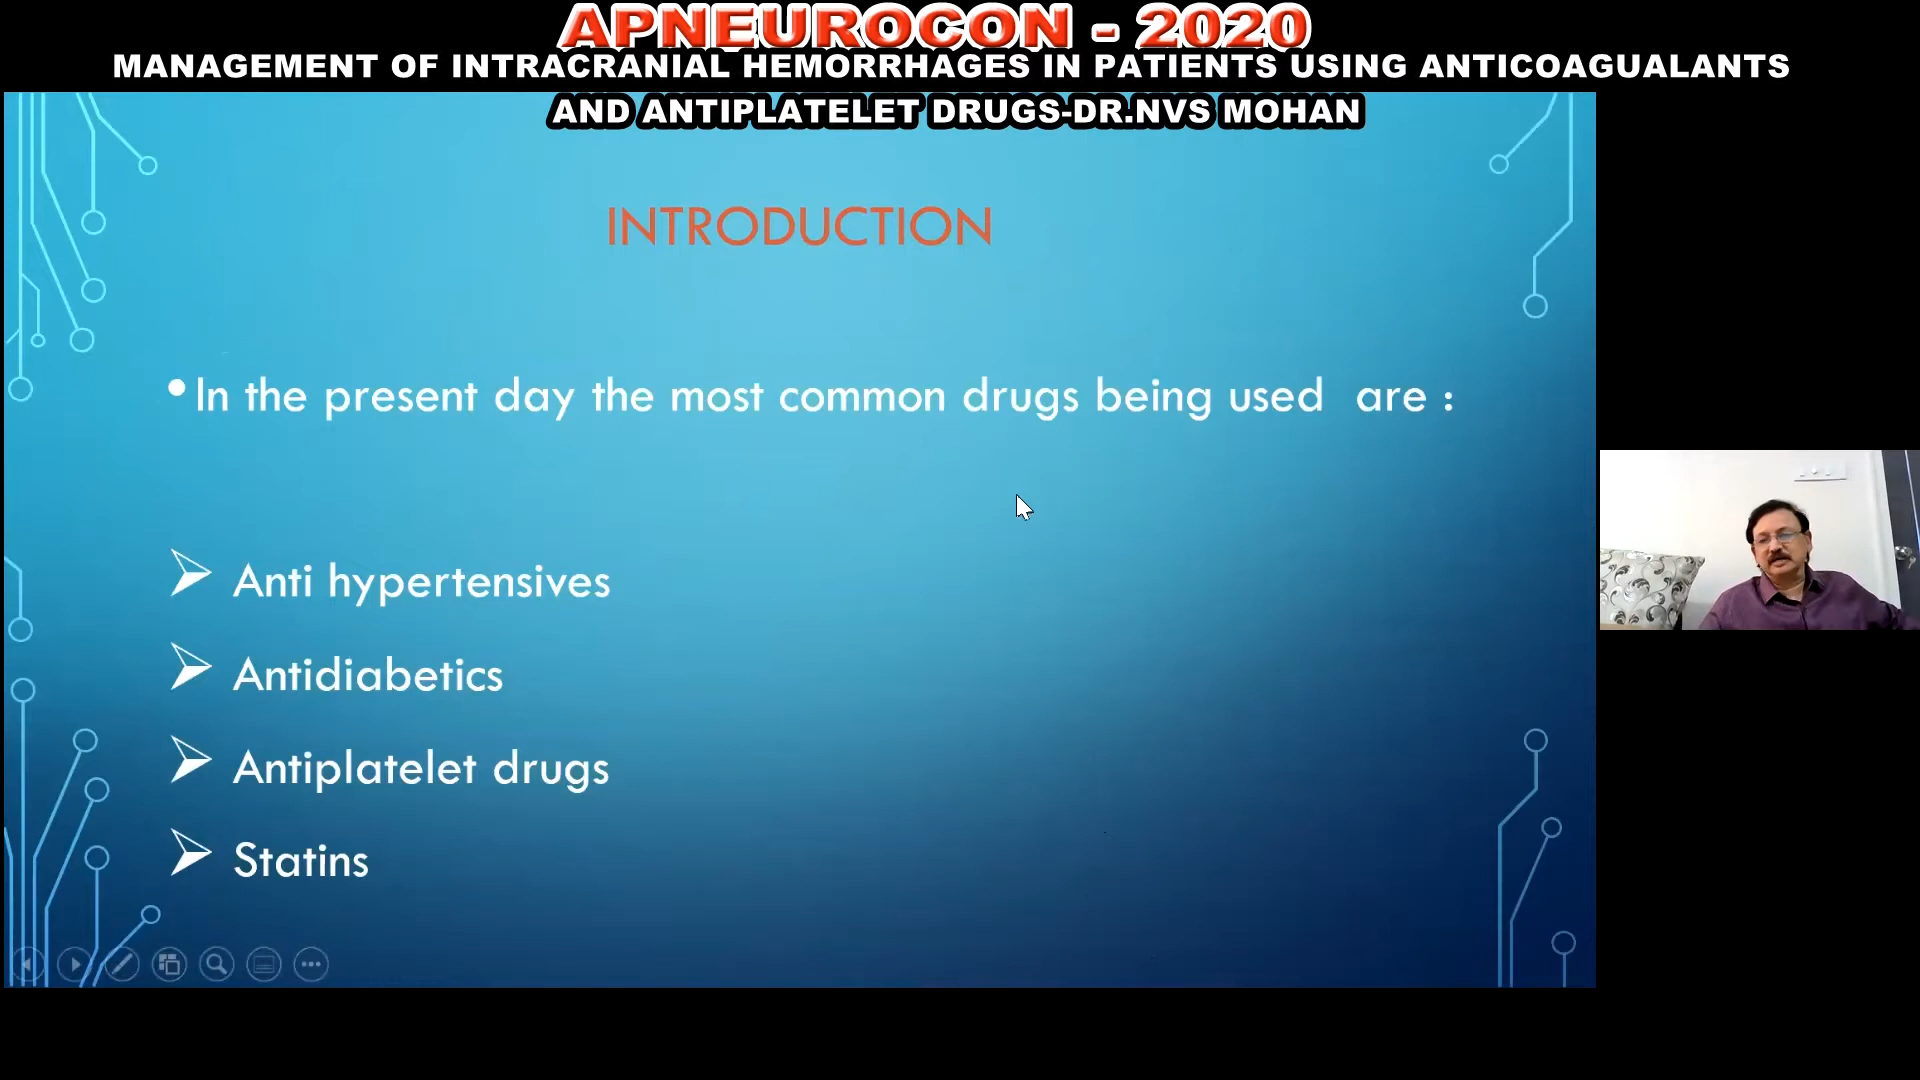 APNEUROCON - 2020
MANAGEMENT OF INTRACRANIAL HEMORRHAGES IN PATIENTS USING ANTICOAGUALANTS
AND ANTIPLATELET DRUGS-DR.NVS MOHAN
INTRODUCTION
• In the present day the most common drugs being used are :
➢ Anti hypertensives
➢ Antidiabetics
➢ Antiplatelet drugs
➢ Statins